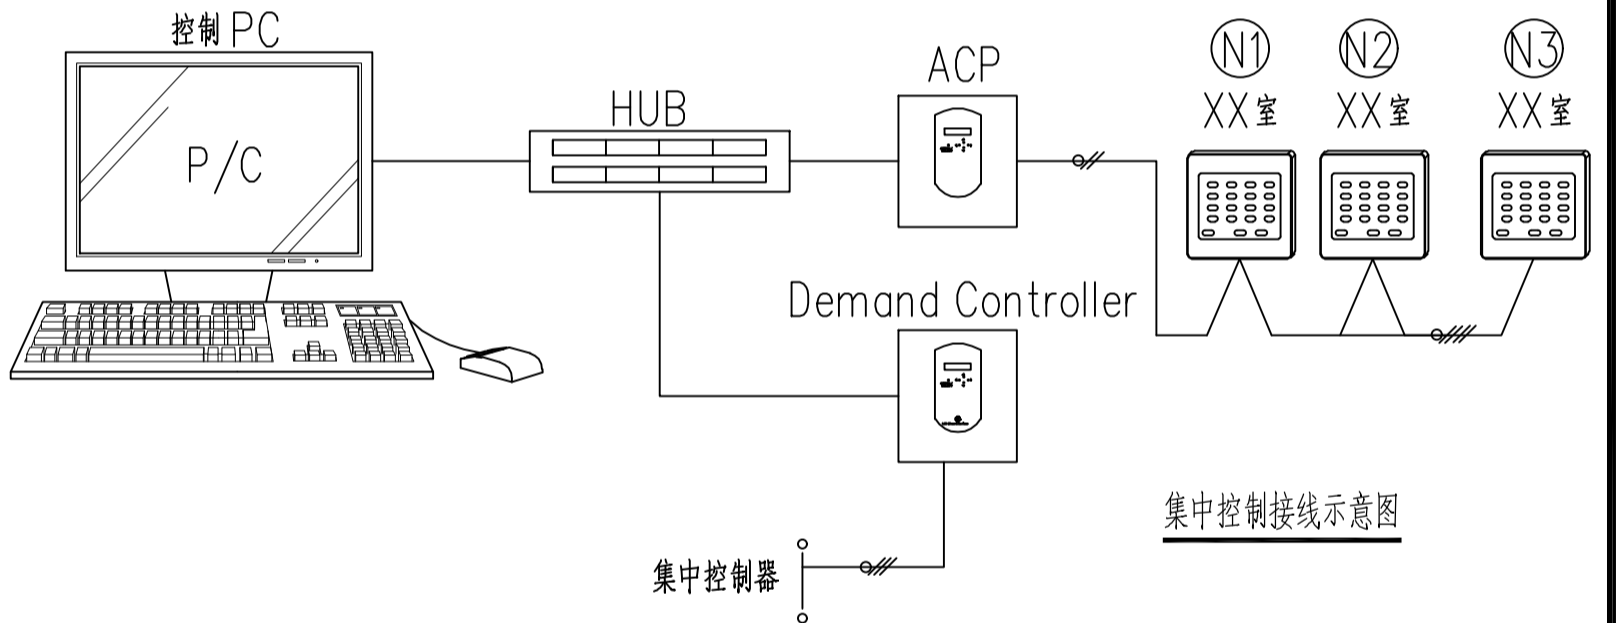 控制PC
P/C
HUB
ACP
N1
XX室
N2
XX室
N3
XX室
Demand Controller
集中控制器
集中控制接线示意图